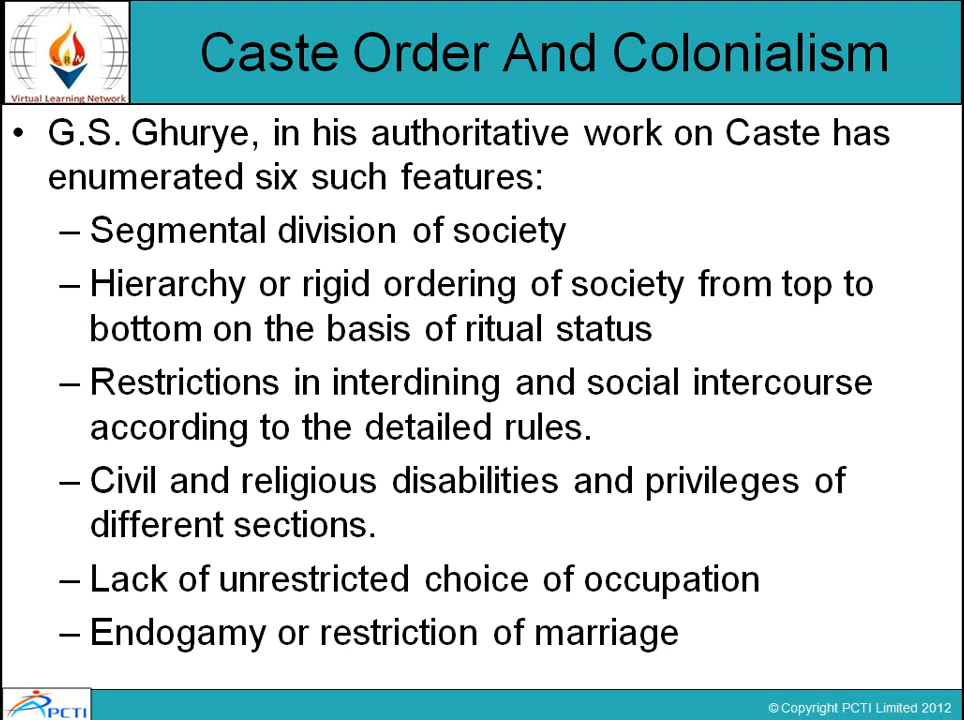 Caste Order And Colonialism
RN
Virtual Learning Network
• G.S. Ghurye, in his authoritative work on Caste has
enumerated six such features:
– Segmental division of society
– Hierarchy or rigid ordering of society from top to
bottom on the basis of ritual status
– Restrictions in interdining and social intercourse
according to the detailed rules.
– Civil and religious disabilities and privileges of
different sections.
– Lack of unrestricted choice of occupation
– Endogamy or restriction of marriage
PCTI
© Copyright PCTI Limited 2012